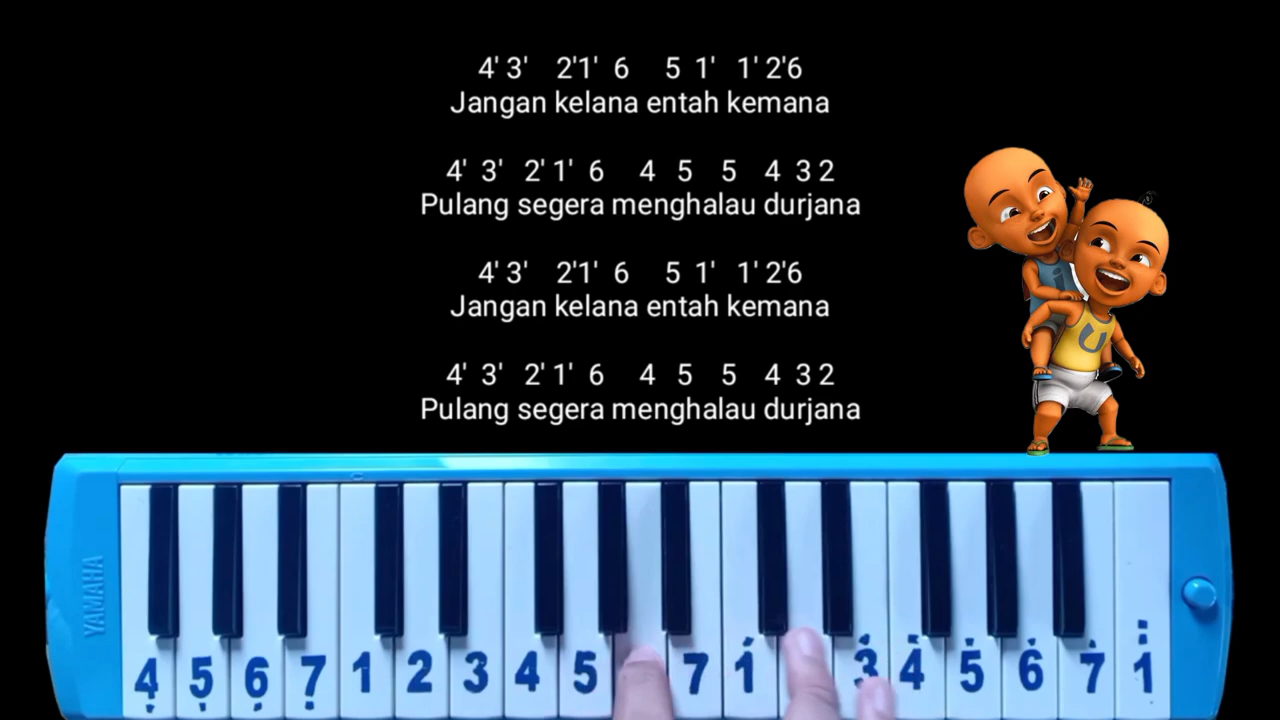 4' 3' 2'1' 6 5 1' 1' 2'6
Jangan kelana entah kemana
4' 3' 2' 1' 6 4 5 5 4 3 2
Pulang segera menghalau durjana
4' 3' 2'1' 6 5 1' 1' 2'6
Jangan kelana entah kemana
4' 3' 2' 1' 6 4 5 5 4 3 2
Pulang segera menghalau durjana
U
YAMAHA
4̣ 5̣ 6̣ 7̣ 1 2 3 4 5 7 1̇ 3̇ 4̇ 5̇ 6̇ 7̇ 1̈